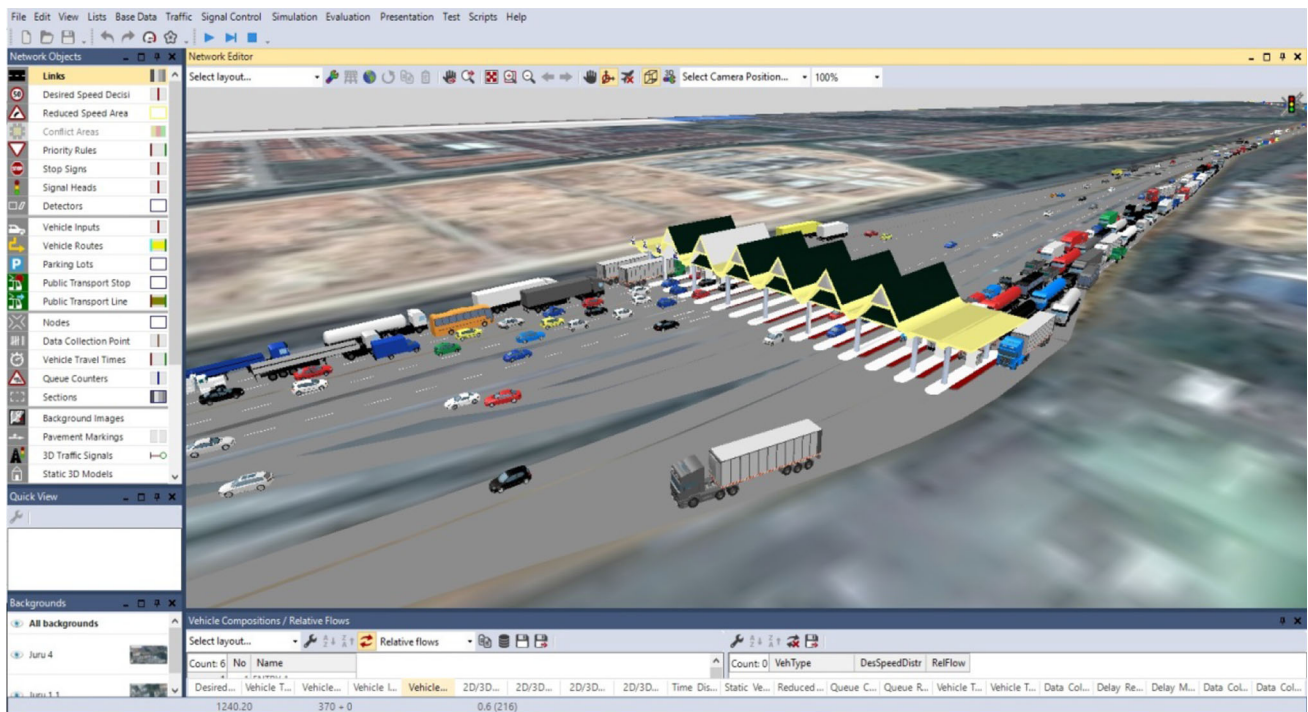 File Edit View Lists Base Data Traffic Signal Control Simulation Evaluation Presentation Test Scripts Help
Network Objects
Network Editor
Links
Select layout...
Select Camera Position...
100%
50
Desired Speed Decisi
Reduced Speed Area
Conflict Areas
Priority Rules
Stop Signs
Signal Heads
Detectors
Vehicle Inputs
Vehicle Routes
P Parking Lots
Public Transport Stop
Public Transport Line
Nodes
Data Collection Point
Vehicle Travel Times
Queue Counters
Sections
Background Images
Pavement Markings
3D Traffic Signals
Static 3D Models
Quick View
Backgrounds
All backgrounds
Juru 4
Juru 1.1
Vehicle Compositions / Relative Flows
Select layout... Relative flows
Count: 6 No Name
Count: 0 VehType DesSpeedDistr RelFlow
Desired... Vehicle T... Vehicle... Vehicle I... Vehicle... 2D/3D... 2D/3D... 2D/3D... 2D/3D... Time Dis... Static Ve... Reduced ... Queue C... Queue R... Vehicle T... Vehicle T... Data Col... Delay Re... Delay M... Data Col... Data Col...
1240.20 370 + 0 0.6 (216)